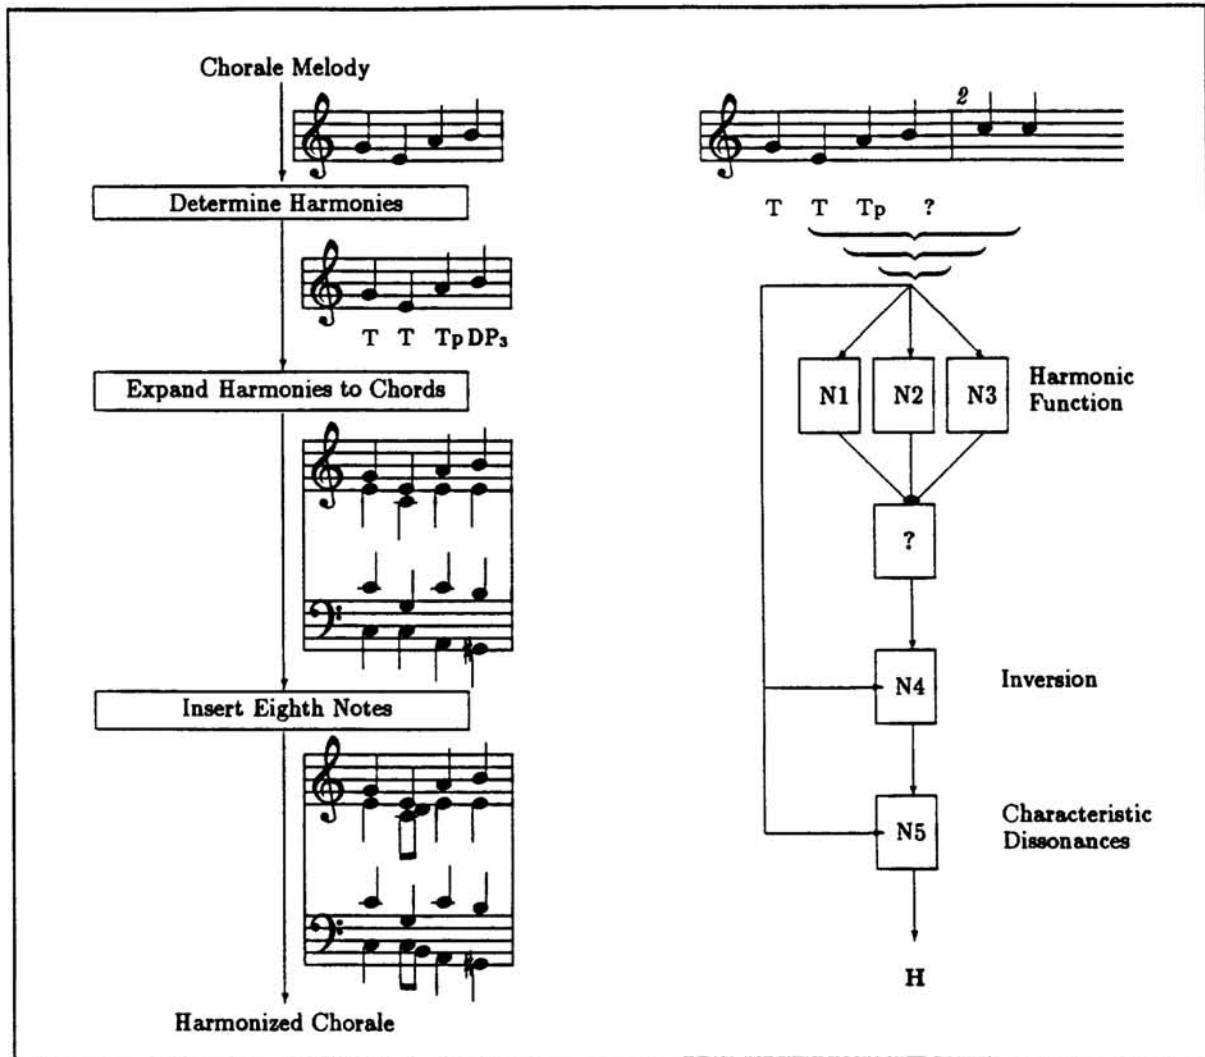 Chorale Melody
Determine Harmonies
T T Tp DP₃
Expand Harmonies to Chords
Insert Eighth Notes
Harmonized Chorale
2
T T Tp ?
N1 N2 N3
Harmonic
Function
?
N4
Inversion
N5
Characteristic
Dissonances
H